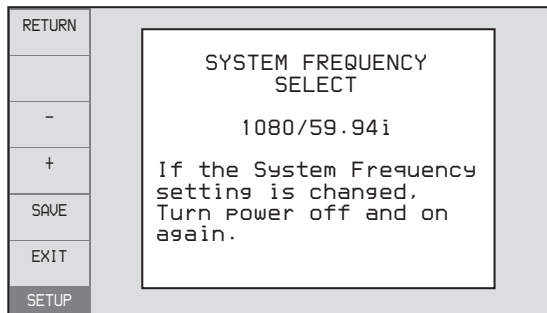 RETURN
-
+
SAVE
EXIT
SETUP
SYSTEM FREQUENCY
SELECT
1080/59.94i
If the System Frequency
setting is changed,
Turn power off and on
again.